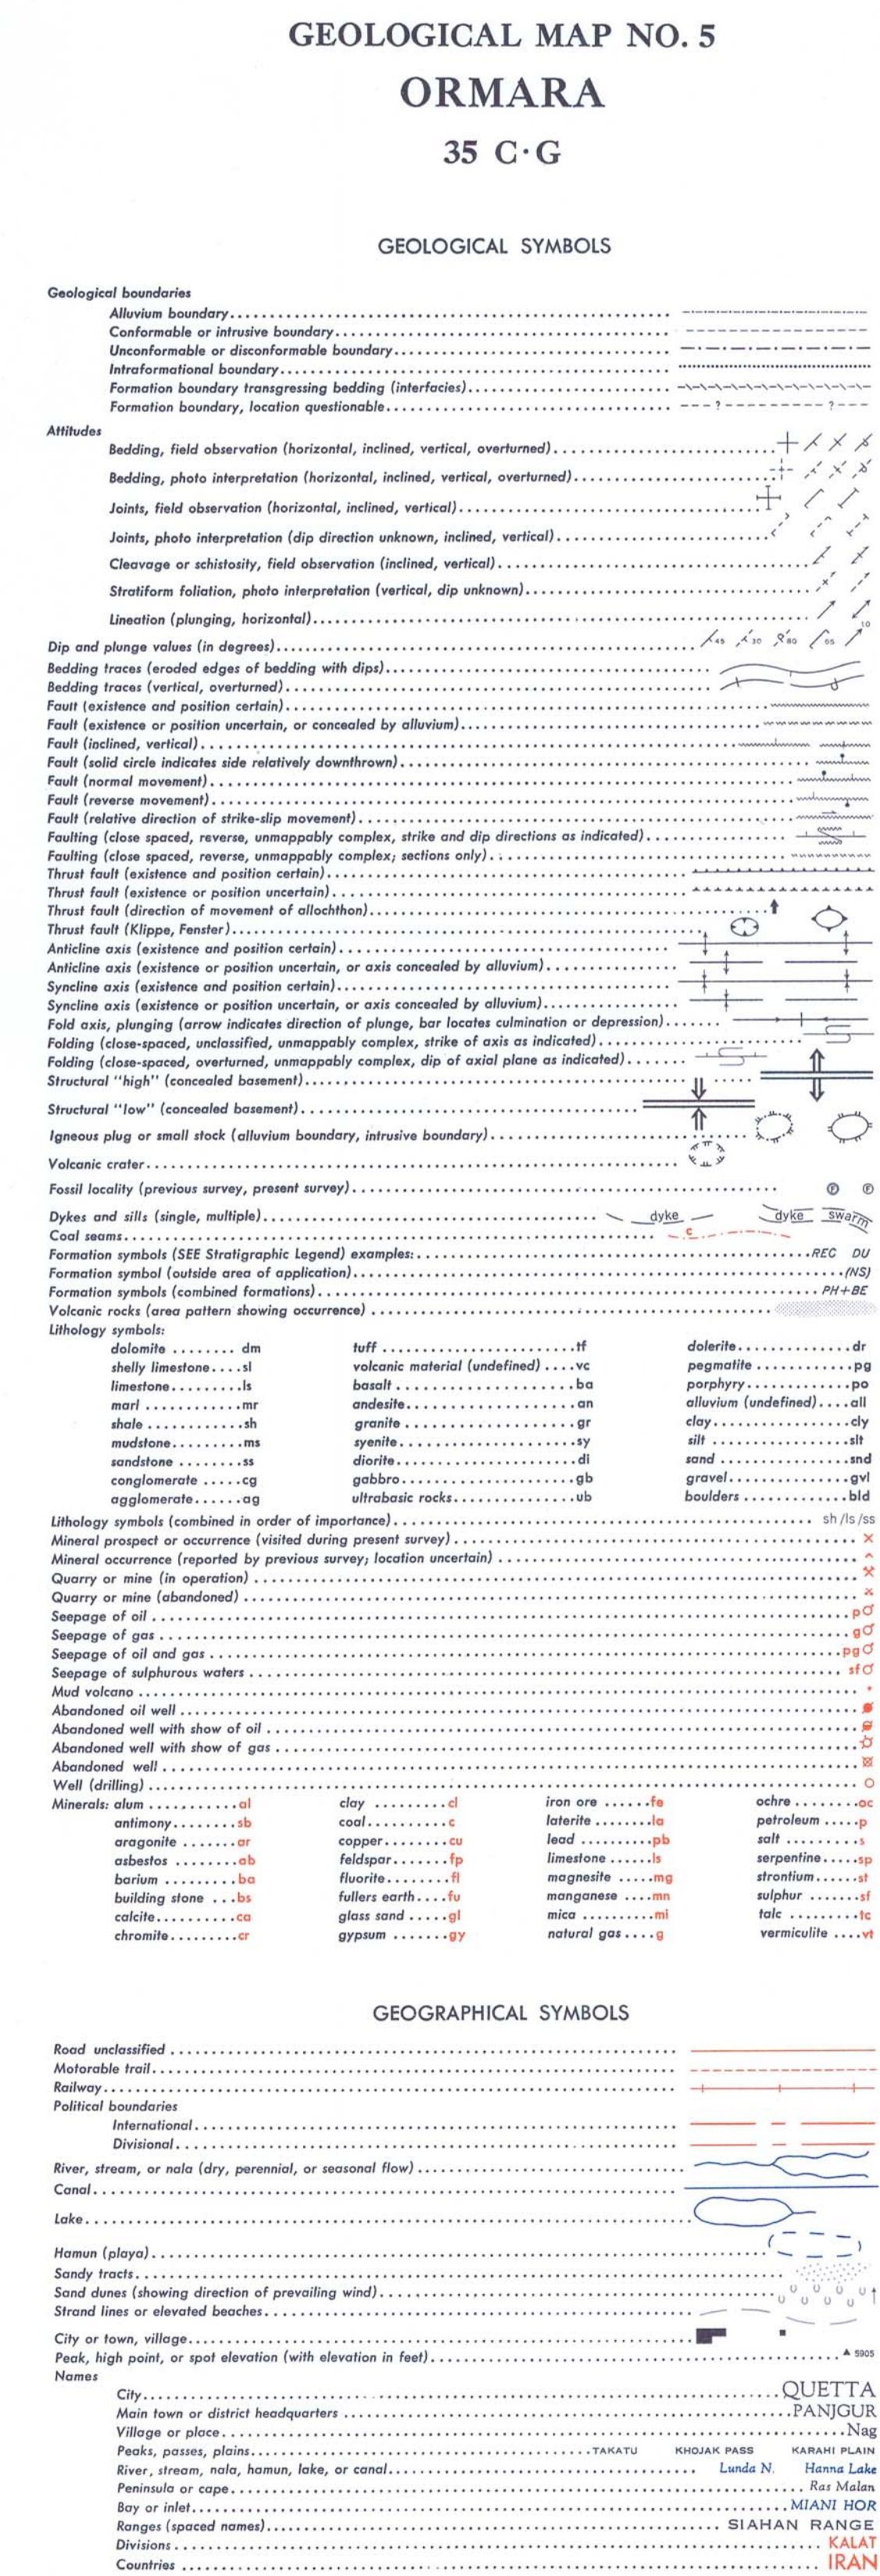 GEOLOGICAL MAP NO. 5
ORMARA
35 C·G
GEOLOGICAL SYMBOLS
Geological boundaries
Alluvium boundary
Conformable or intrusive boundary
Unconformable or disconformable boundary
Intraformational boundary
Formation boundary transgressing bedding (interfacies)
Formation boundary, location questionable ? ?
Attitudes
Bedding, field observation (horizontal, inclined, vertical, overturned)
Bedding, photo interpretation (horizontal, inclined, vertical, overturned)
Joints, field observation (horizontal, inclined, vertical)
Joints, photo interpretation (dip direction unknown, inclined, vertical)
Cleavage or schistosity, field observation (inclined, vertical)
Stratiform foliation, photo interpretation (vertical, dip unknown)
Lineation (plunging, horizontal)
Dip and plunge values (in degrees) 45 30 80 65 10
Bedding traces (eroded edges of bedding with dips)
Bedding traces (vertical, overturned)
Fault (existence and position certain)
Fault (existence or position uncertain, or concealed by alluvium)
Fault (inclined, vertical)
Fault (solid circle indicates side relatively downthrown)
Fault (normal movement)
Fault (reverse movement)
Fault (relative direction of strike-slip movement)
Faulting (close spaced, reverse, unmappably complex, strike and dip directions as indicated)
Faulting (close spaced, reverse, unmappably complex; sections only)
Thrust fault (existence and position certain)
Thrust fault (existence or position uncertain)
Thrust fault (direction of movement of allochthon)
Thrust fault (Klippe, Fenster)
Anticline axis (existence and position certain)
Anticline axis (existence or position uncertain, or axis concealed by alluvium)
Syncline axis (existence and position certain)
Syncline axis (existence or position uncertain, or axis concealed by alluvium)
Fold axis, plunging (arrow indicates direction of plunge, bar locates culmination or depression)
Folding (close-spaced, unclassified, unmappably complex, strike of axis as indicated)
Folding (close-spaced, overturned, unmappably complex, dip of axial plane as indicated)
Structural "high" (concealed basement)
Structural "low" (concealed basement)
Igneous plug or small stock (alluvium boundary, intrusive boundary)
Volcanic crater
Fossil locality (previous survey, present survey) F F
Dykes and sills (single, multiple) dyke dyke swarm
Coal seams c
Formation symbols (SEE Stratigraphic Legend) examples: REC DU
Formation symbol (outside area of application) (NS)
Formation symbols (combined formations) PH+BE
Volcanic rocks (area pattern showing occurrence)
Lithology symbols:
dolomite dm tuff tf dolerite dr
shelly limestone sl volcanic material (undefined) vc pegmatite pg
limestone ls basalt ba porphyry po
marl mr andesite an alluvium (undefined) all
shale sh granite gr clay cly
mudstone ms syenite sy silt slt
sandstone ss diorite di sand snd
conglomerate cg gabbro gb gravel gvl
agglomerate ag ultrabasic rocks ub boulders bld
Lithology symbols (combined in order of importance) sh/ls/ss
Mineral prospect or occurrence (visited during present survey)
Mineral occurrence (reported by previous survey; location uncertain)
Quarry or mine (in operation)
Quarry or mine (abandoned)
Seepage of oil p
Seepage of gas g
Seepage of oil and gas pg
Seepage of sulphurous waters sf
Mud volcano
Abandoned oil well
Abandoned well with show of oil
Abandoned well with show of gas
Abandoned well
Well (drilling)
Minerals: alum al clay cl iron ore fe ochre oc
antimony sb coal c laterite la petroleum p
aragonite ar copper cu lead pb salt s
asbestos ab feldspar fp limestone ls serpentine sp
barium ba fluorite fl magnesite mg strontium st
building stone bs fullers earth fu manganese mn sulphur sf
calcite ca glass sand gl mica mi talc tc
chromite cr gypsum gy natural gas g vermiculite vt
GEOGRAPHICAL SYMBOLS
Road unclassified
Motorable trail
Railway
Political boundaries
International
Divisional
River, stream, or nala (dry, perennial, or seasonal flow)
Canal
Lake
Hamun (playa)
Sandy tracts
Sand dunes (showing direction of prevailing wind)
Strand lines or elevated beaches
City or town, village
Peak, high point, or spot elevation (with elevation in feet) 5905
Names
City QUETTA
Main town or district headquarters PANJGUR
Village or place Nag
Peaks, passes, plains TAKATU KHOJAK PASS KARAHI PLAIN
River, stream, nala, hamun, lake, or canal Lunda N. Hanna Lake
Peninsula or cape Ras Malan
Bay or inlet MIANI HOR
Ranges (spaced names) SIAHAN RANGE
Divisions KALAT
Countries IRAN